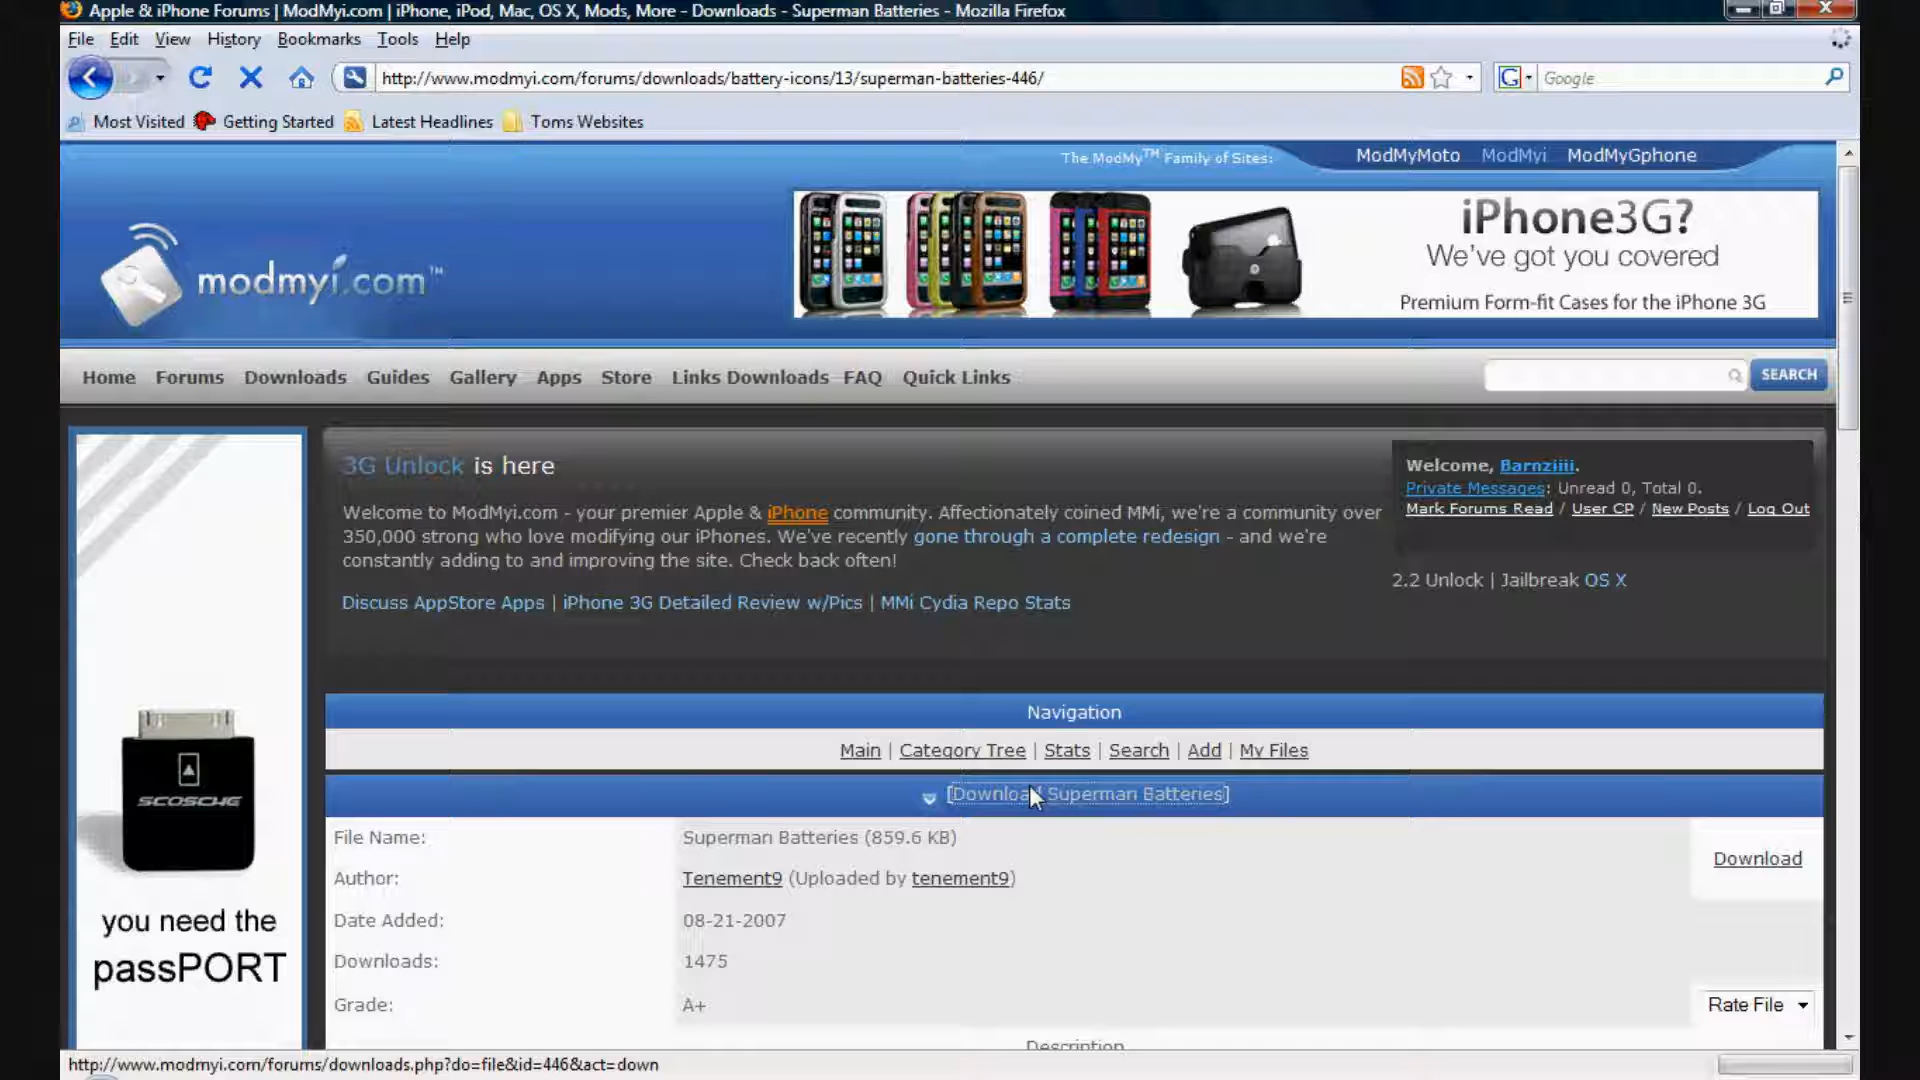 Apple & iPhone Forums | ModMyi.com | iPhone, iPod, Mac, OS X, Mods, More - Downloads - Superman Batteries - Mozilla Firefox
File Edit View History Bookmarks Tools Help
http://www.modmyi.com/forums/downloads/battery-icons/13/superman-batteries-446/
G Google
Most Visited Getting Started Latest Headlines Toms Websites
The ModMy™ Family of Sites: ModMyMoto ModMyi ModMyGphone
modmyi.com™
iPhone3G?
We've got you covered
Premium Form-fit Cases for the iPhone 3G
Home Forums Downloads Guides Gallery Apps Store Links Downloads FAQ Quick Links
SEARCH
3G Unlock is here
Welcome to ModMyi.com - your premier Apple & iPhone community. Affectionately coined MMi, we're a community over
350,000 strong who love modifying our iPhones. We've recently gone through a complete redesign - and we're
constantly adding to and improving the site. Check back often!
Discuss AppStore Apps | iPhone 3G Detailed Review w/Pics | MMi Cydia Repo Stats
Welcome, Barnziiii.
Private Messages: Unread 0, Total 0.
Mark Forums Read / User CP / New Posts / Log Out
2.2 Unlock | Jailbreak OS X
SCOSCHE
you need the
passPORT
Navigation
Main | Category Tree | Stats | Search | Add | My Files
[Download Superman Batteries]
File Name: Superman Batteries (859.6 KB)
Download
Author: Tenement9 (Uploaded by tenement9)
Date Added: 08-21-2007
Downloads: 1475
Grade: A+
Rate File
Description
http://www.modmyi.com/forums/downloads.php?do=file&id=446&act=down